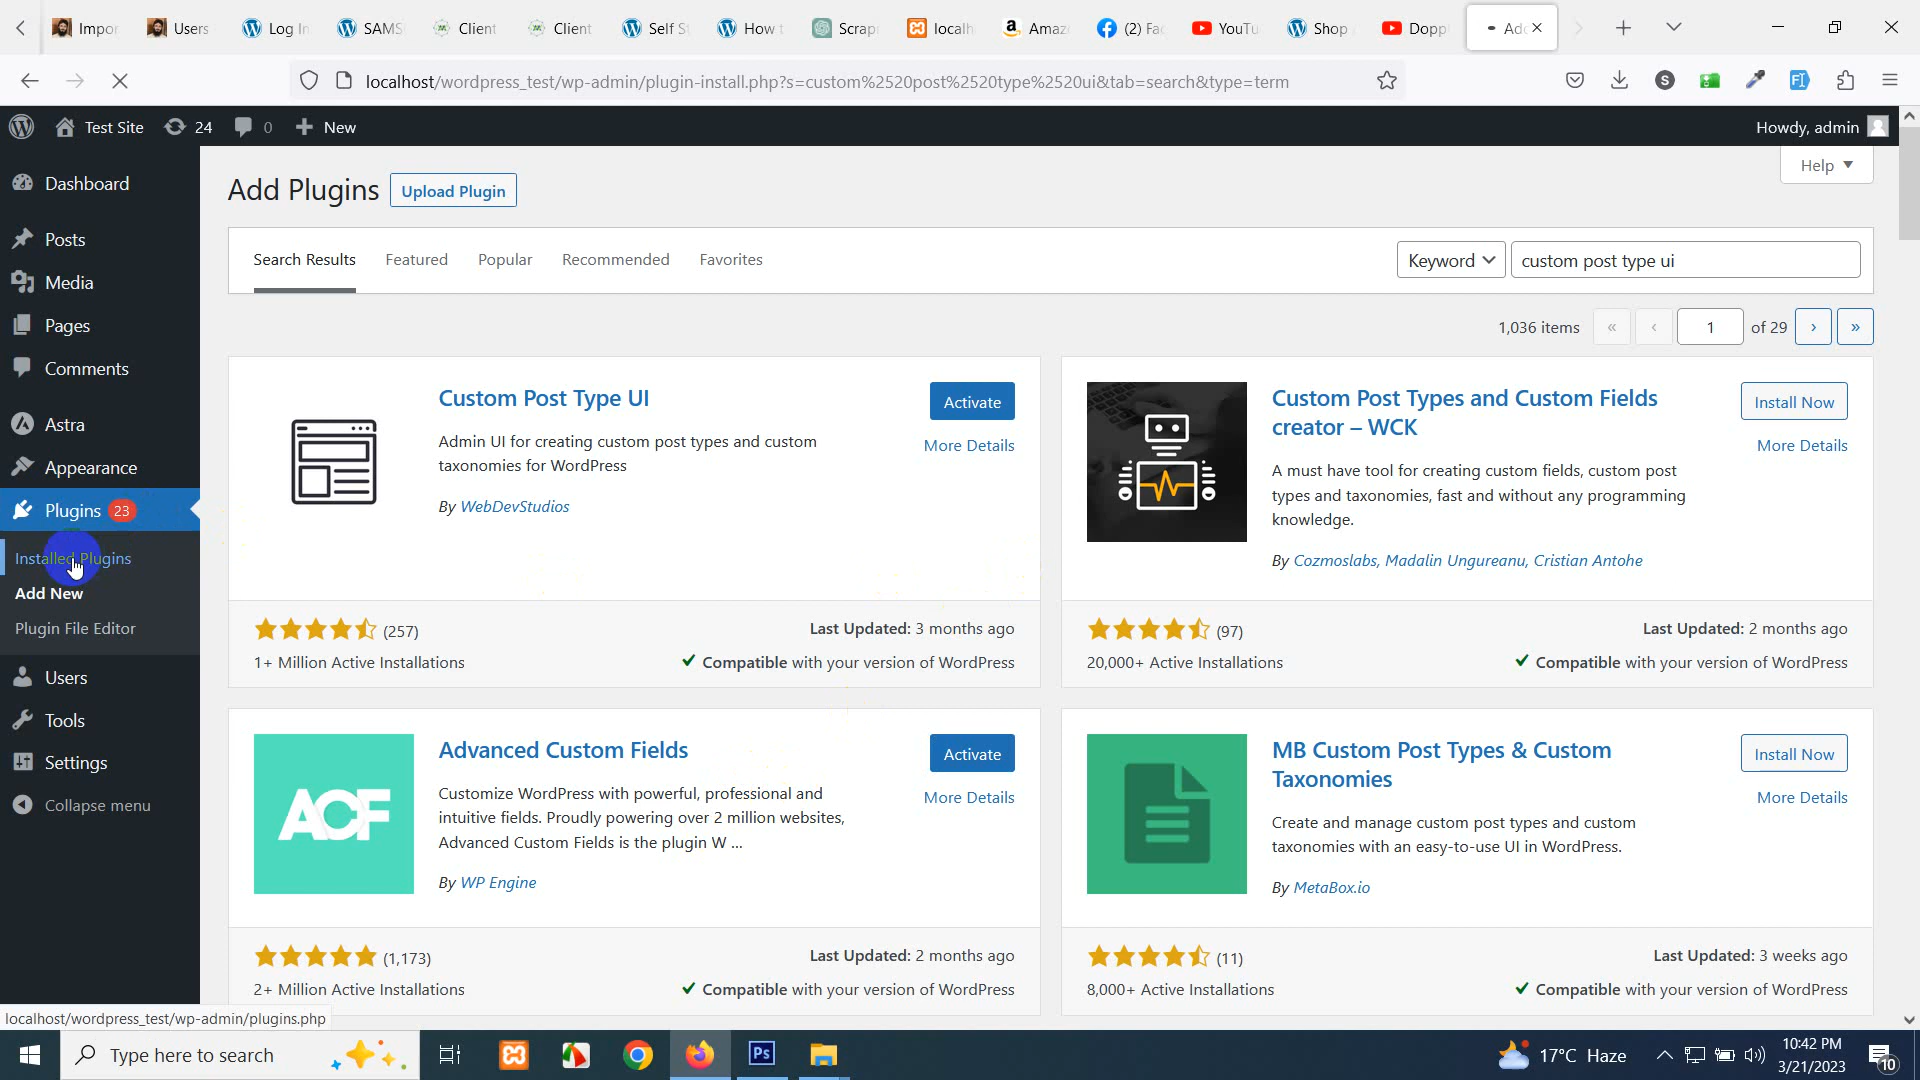 Impor
Users
Log In
SAMS
Client
Client
Self S
How t
Scrap
localh
Amaz
(2) Fa
YouTu
Shop
Dopp
Ad
localhost/wordpress_test/wp-admin/plugin-install.php?s=custom%2520post%2520type%2520ui&tab=search&type=term
Test Site
24
0
New
Howdy, admin
Help
Dashboard
Posts
Media
Pages
Comments
Astra
Appearance
Plugins 23
Installed Plugins
Add New
Plugin File Editor
Users
Tools
Settings
Collapse menu
Add Plugins
Upload Plugin
Search Results
Featured
Popular
Recommended
Favorites
Keyword
custom post type ui
1,036 items
«
‹
1
of 29
›
»
Custom Post Type UI
Activate
More Details
Admin UI for creating custom post types and custom
taxonomies for WordPress
By WebDevStudios
(257)
Last Updated: 3 months ago
1+ Million Active Installations
Compatible with your version of WordPress
Custom Post Types and Custom Fields
creator – WCK
Install Now
More Details
A must have tool for creating custom fields, custom post
types and taxonomies, fast and without any programming
knowledge.
By Cozmoslabs, Madalin Ungureanu, Cristian Antohe
(97)
Last Updated: 2 months ago
20,000+ Active Installations
Compatible with your version of WordPress
ACF
Advanced Custom Fields
Activate
More Details
Customize WordPress with powerful, professional and
intuitive fields. Proudly powering over 2 million websites,
Advanced Custom Fields is the plugin W ...
By WP Engine
(1,173)
Last Updated: 2 months ago
2+ Million Active Installations
Compatible with your version of WordPress
MB Custom Post Types & Custom
Taxonomies
Install Now
More Details
Create and manage custom post types and custom
taxonomies with an easy-to-use UI in WordPress.
By MetaBox.io
(11)
Last Updated: 3 weeks ago
8,000+ Active Installations
Compatible with your version of WordPress
localhost/wordpress_test/wp-admin/plugins.php
Type here to search
Ps
17°C Haze
10:42 PM
3/21/2023
10